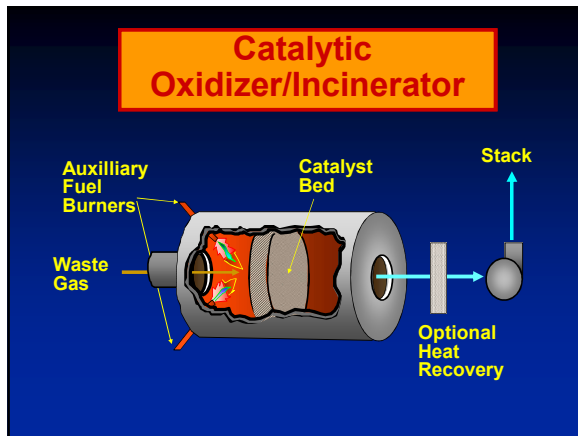 Catalytic
Oxidizer/Incinerator
Auxilliary
Fuel
Burners
Catalyst
Bed
Stack
Waste
Gas
Optional
Heat
Recovery